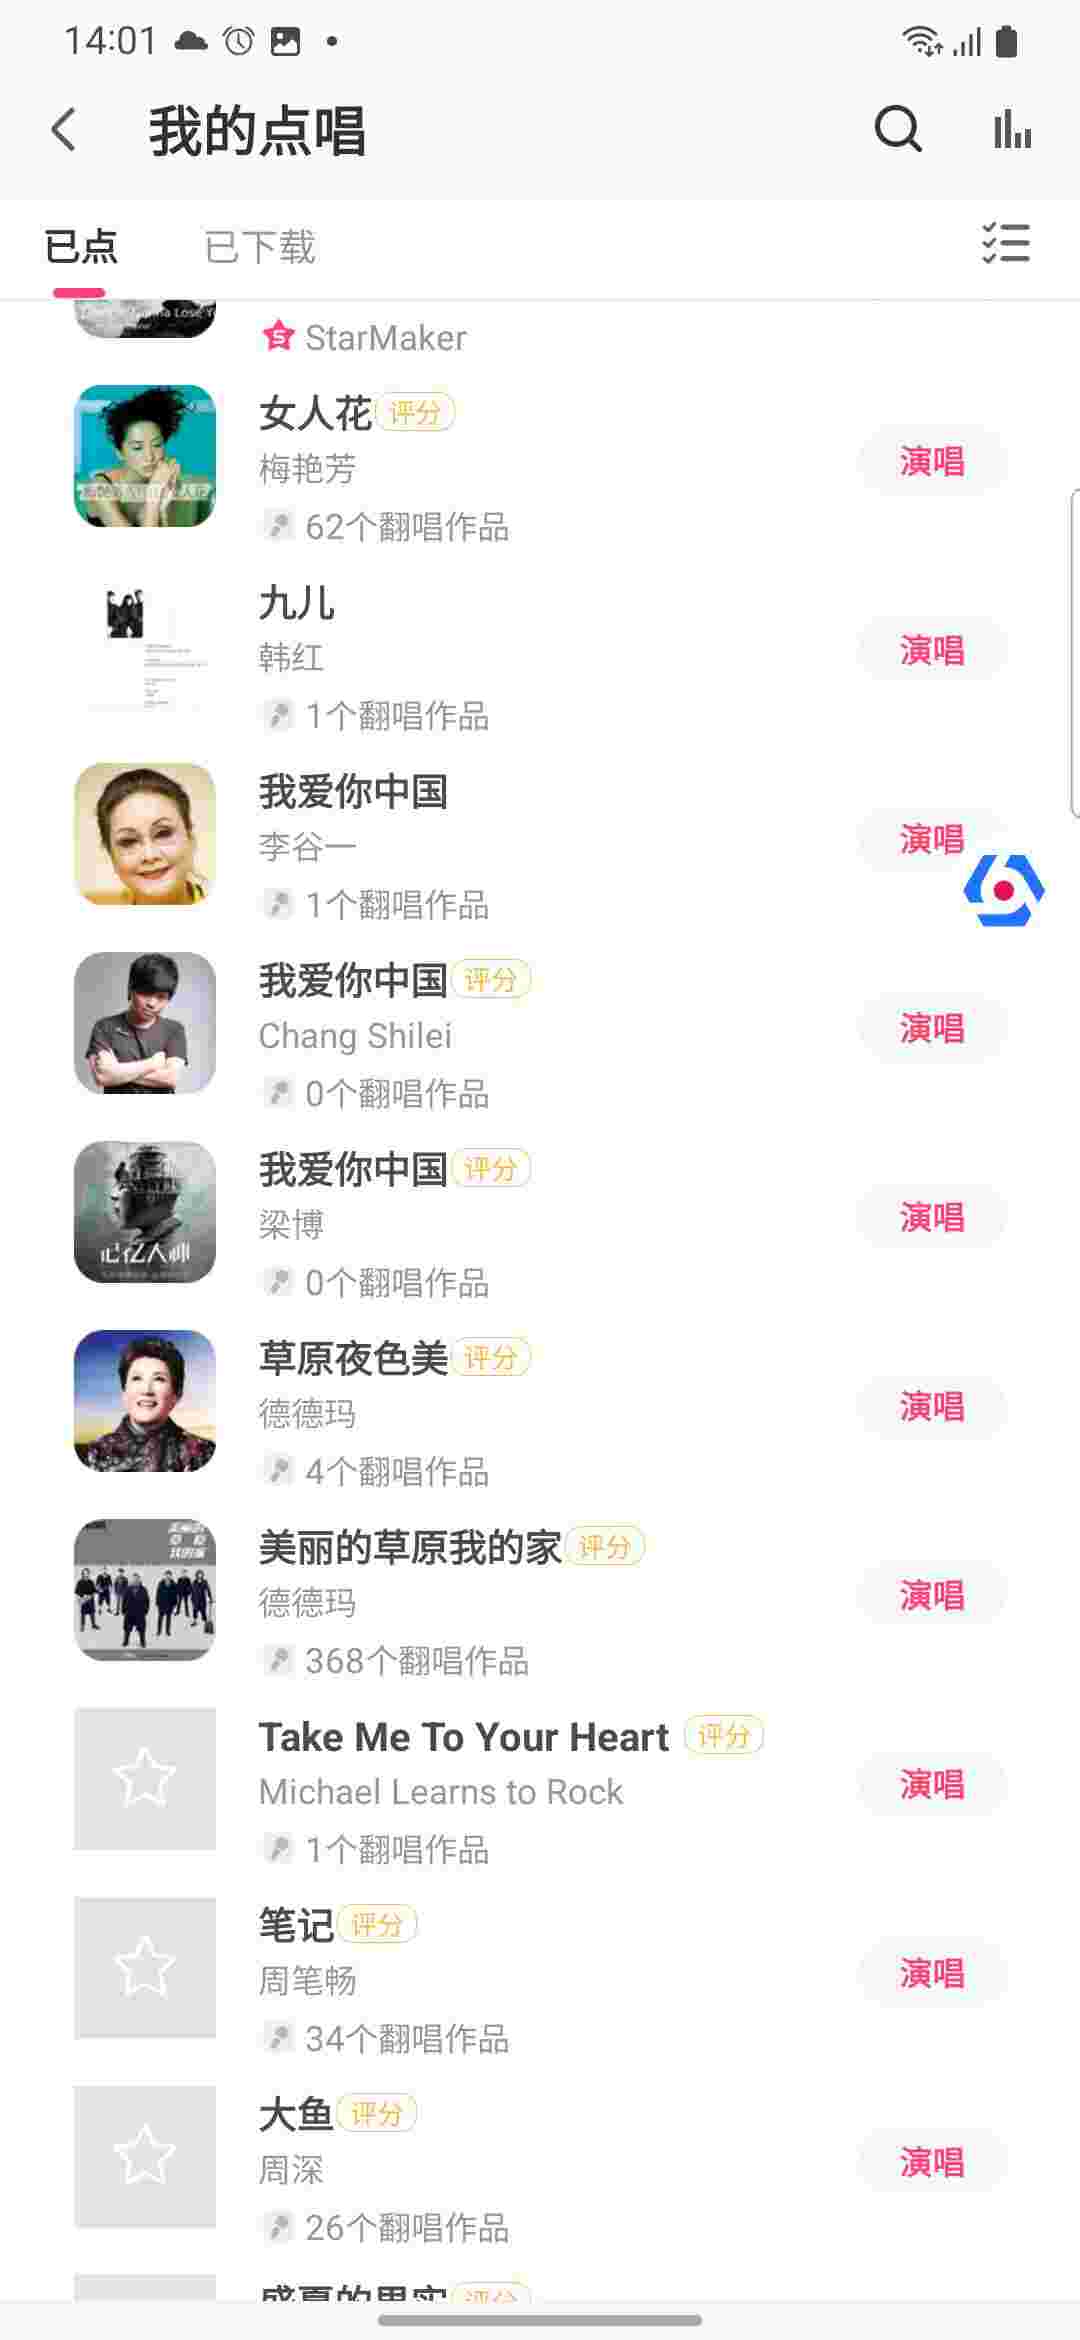 14:01
我的点唱
已点
已下载
StarMaker
女人花 评分
梅艳芳
62个翻唱作品
演唱
九儿
韩红
1个翻唱作品
演唱
我爱你中国
李谷一
1个翻唱作品
演唱
我爱你中国 评分
Chang Shilei
0个翻唱作品
演唱
我爱你中国 评分
梁博
0个翻唱作品
演唱
草原夜色美 评分
德德玛
4个翻唱作品
演唱
美丽的草原我的家 评分
德德玛
368个翻唱作品
演唱
Take Me To Your Heart 评分
Michael Learns to Rock
1个翻唱作品
演唱
笔记 评分
周笔畅
34个翻唱作品
演唱
大鱼 评分
周深
26个翻唱作品
演唱
盛夏的果实 评分